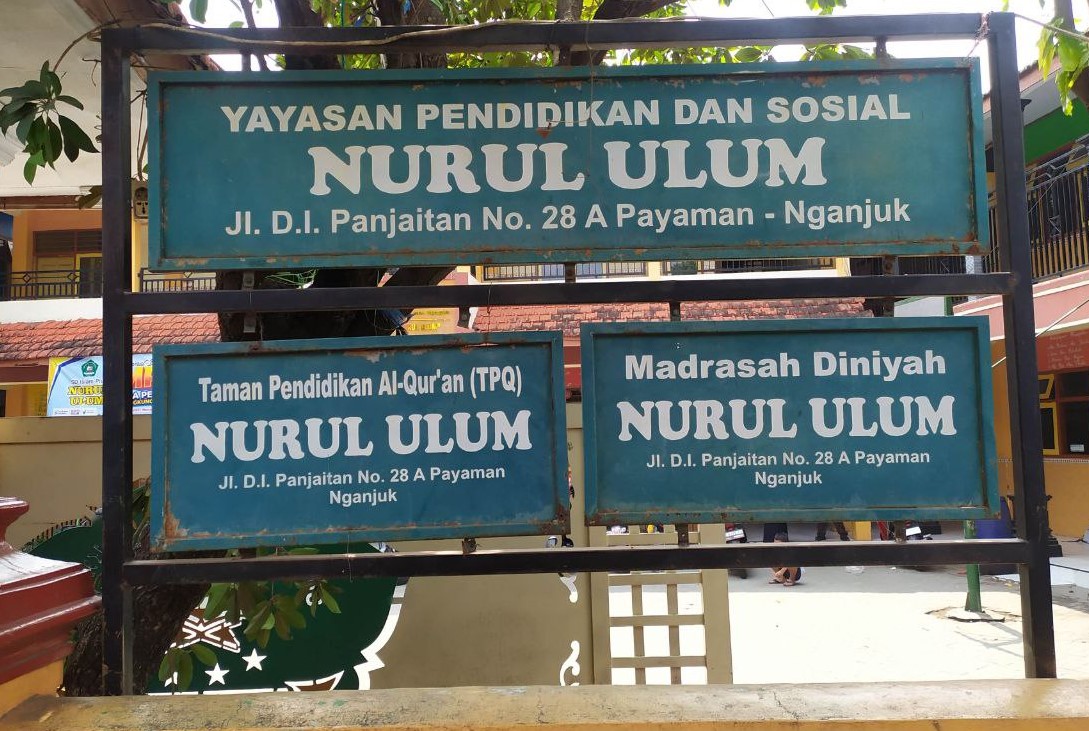 YAYASAN PENDIDIKAN DAN SOSIAL
NURUL ULUM
Jl. D.I. Panjaitan No. 28 A Payaman - Nganjuk
Taman Pendidikan Al-Qur'an (TPQ)
NURUL ULUM
Jl. D.I. Panjaitan No. 28 A Payaman
Nganjuk
Madrasah Diniyah
NURUL ULUM
Jl. D.I. Panjaitan No. 28 A Payaman
Nganjuk